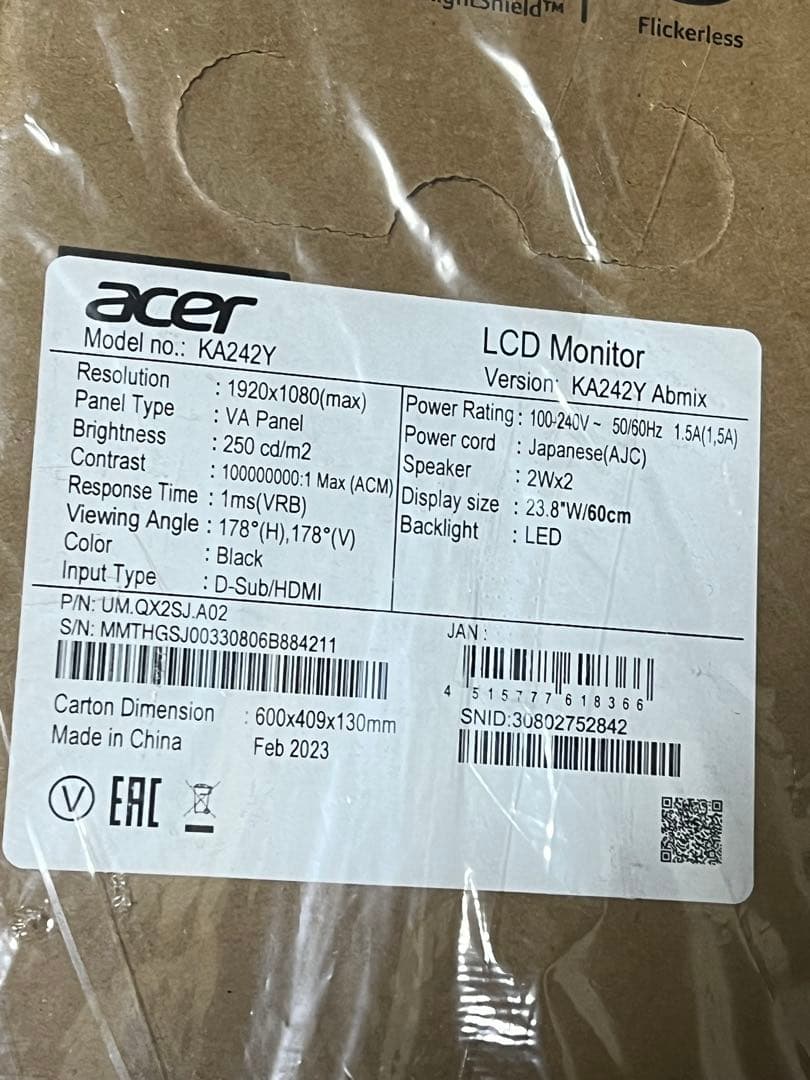 Flickerless
acer
Model no.: KA242Y
LCD Monitor
Version: KA242Y Abmix
Resolution : 1920x1080(max)
Panel Type : VA Panel
Brightness : 250 cd/m2
Contrast : 100000000:1 Max (ACM)
Response Time : 1ms(VRB)
Viewing Angle : 178°(H),178°(V)
Color : Black
Input Type : D-Sub/HDMI
Power Rating : 100-240V ~ 50/60Hz 1.5A(1,5A)
Power cord : Japanese(AJC)
Speaker : 2Wx2
Display size : 23.8"W/60cm
Backlight : LED
P/N: UM.QX2SJ.A02
S/N: MMTHGSJ00330806B884211
JAN :
4 515777 618366
SNID:30802752842
Carton Dimension : 600x409x130mm
Made in China Feb 2023
V EAC